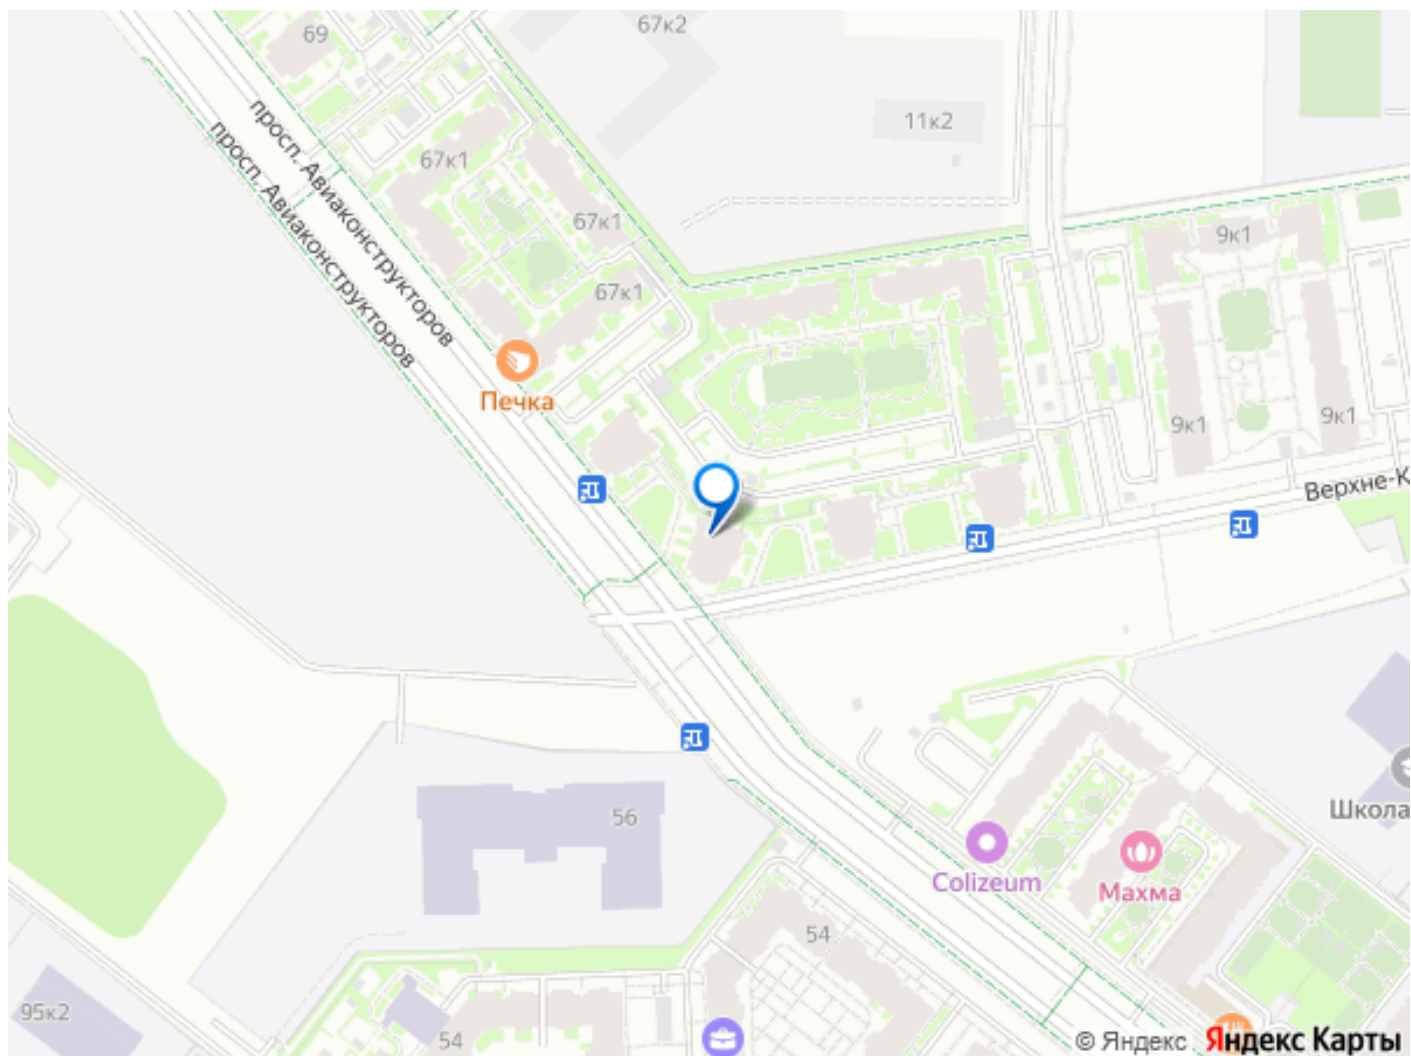 69
67к2
11к2
просп. Авиаконструкторов
просп. Авиаконструкторов
67к1
67к1
9к1
67к1
Печка
9к1
9к1
Верхне-К
56
Школа
Colizeum
Махма
54
95к2
54
© Яндекс Яндекс Карты